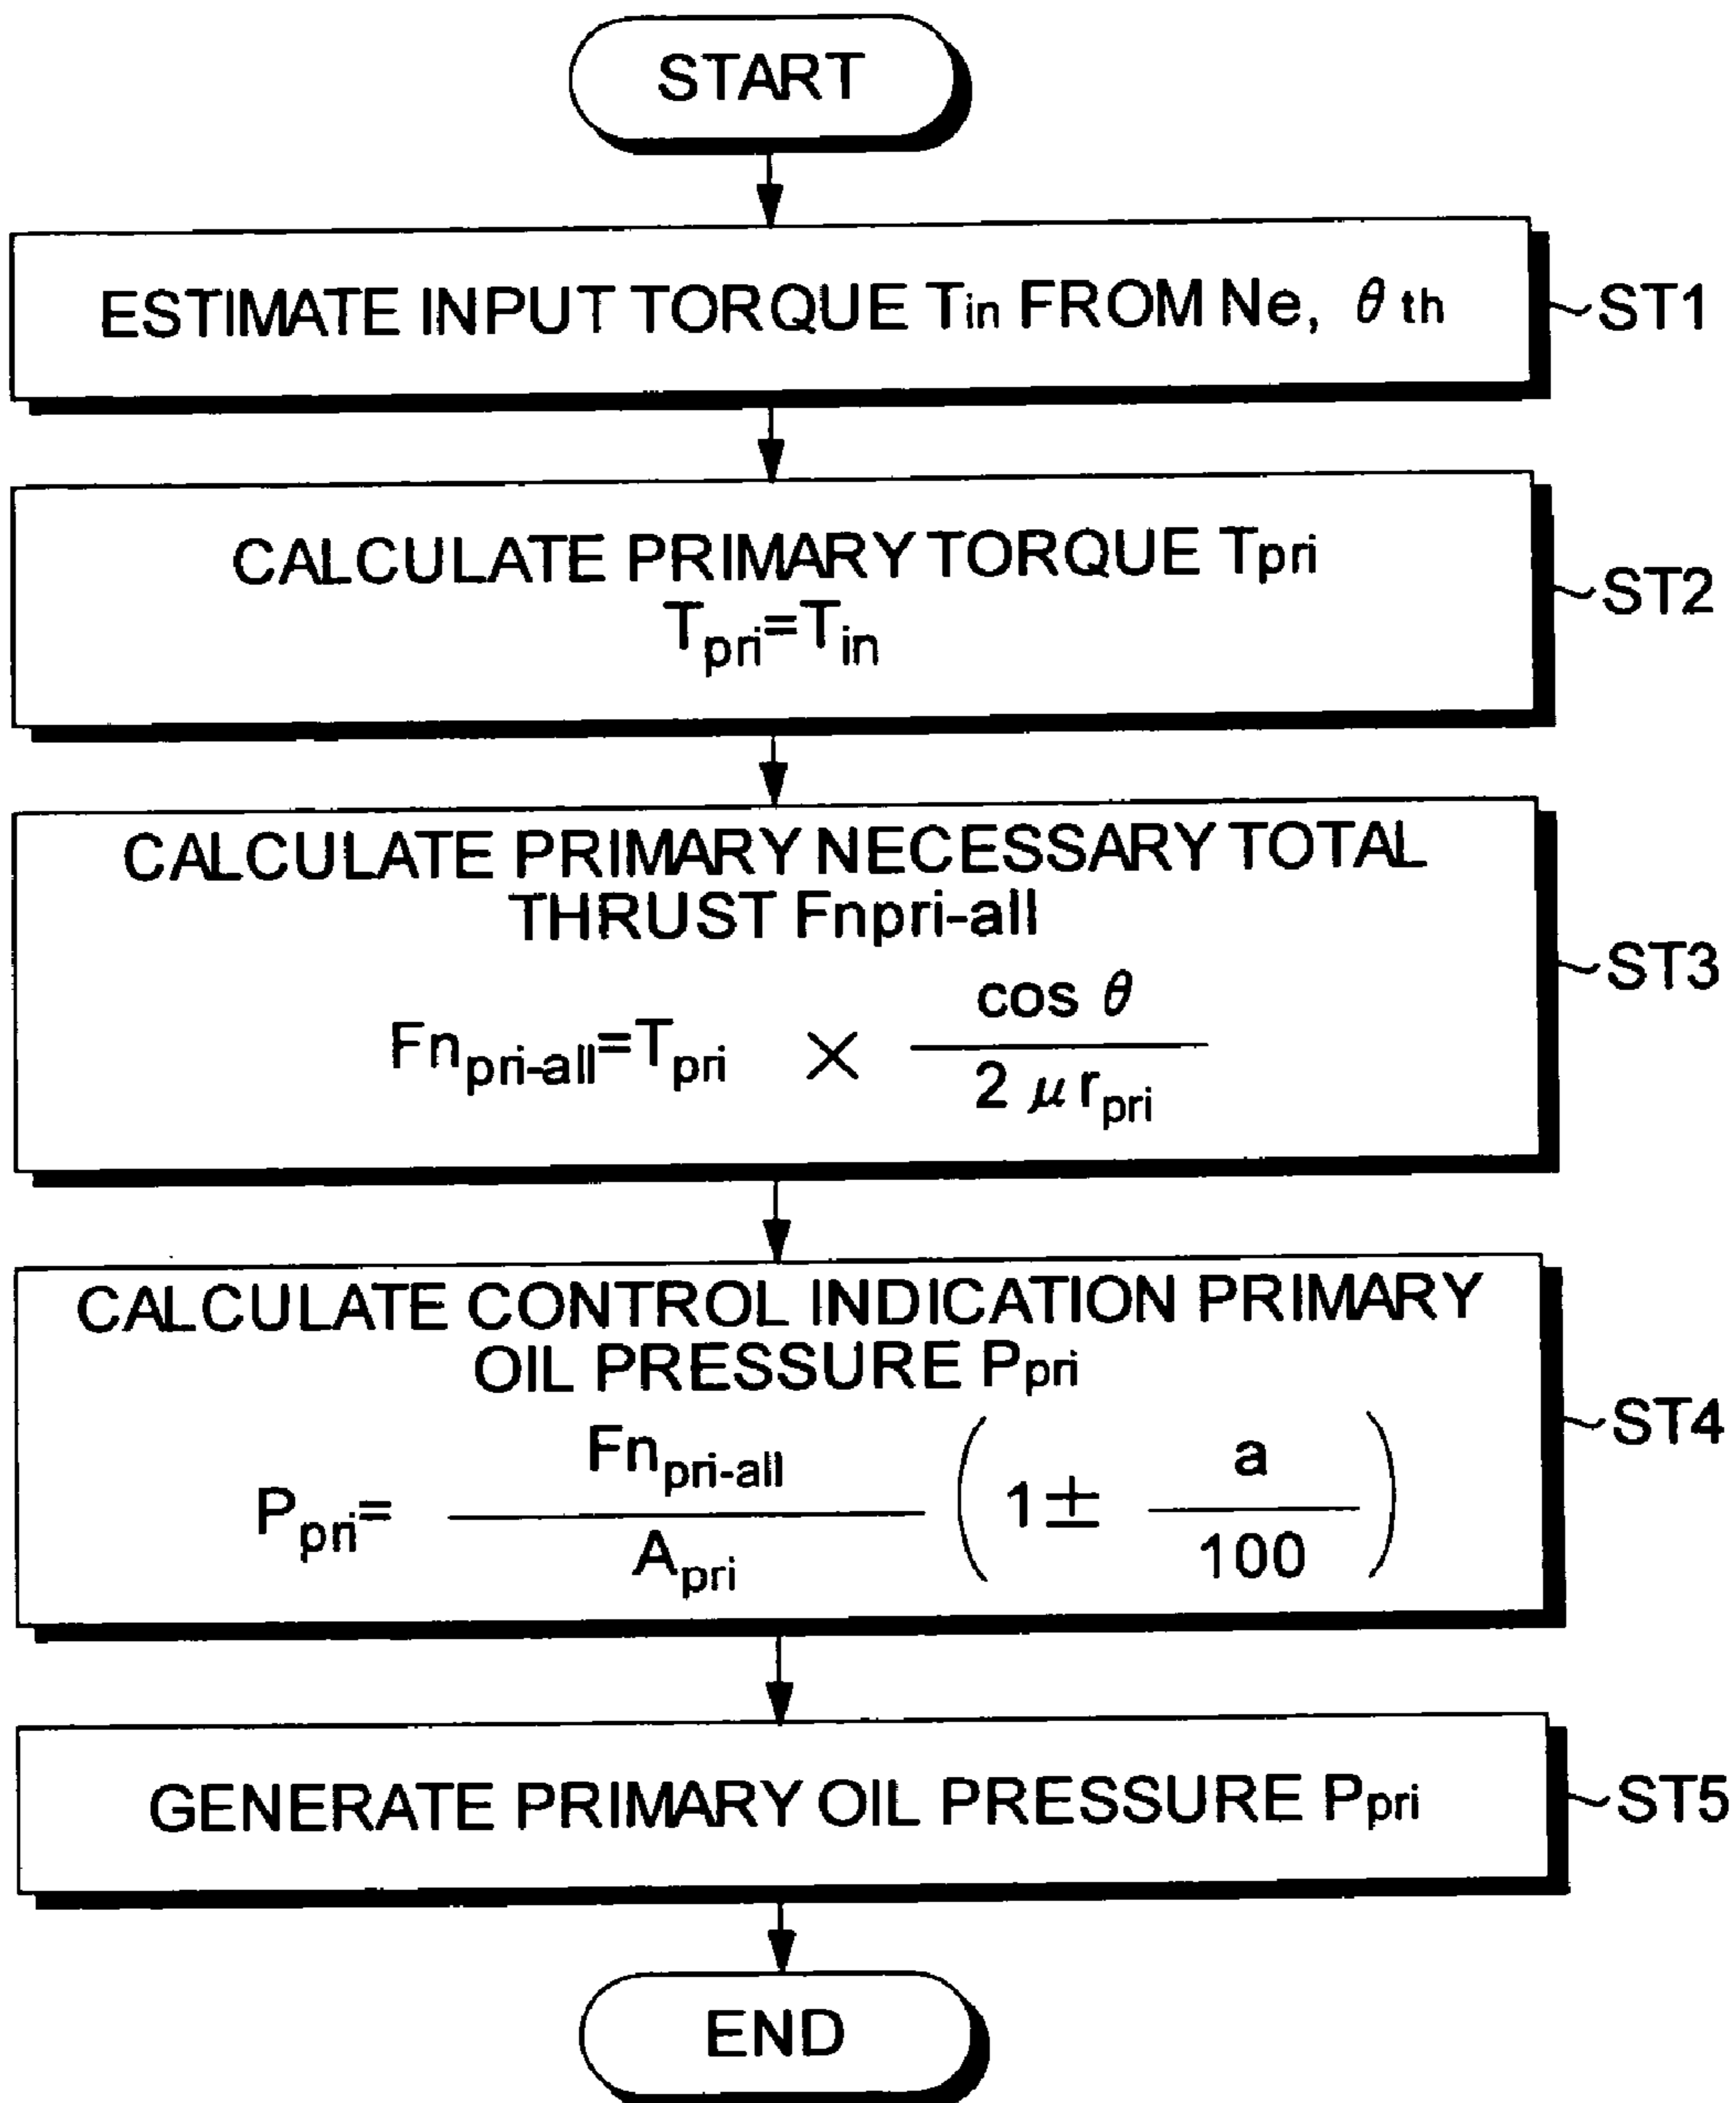 START
ESTIMATE INPUT TORQUE Tin FROM Ne, θth
ST1
CALCULATE PRIMARY TORQUE Tpri
Tpri=Tin
ST2
CALCULATE PRIMARY NECESSARY TOTAL
THRUST Fnpri-all
Fnpri-all=Tpri × cos θ / 2 μ rpri
ST3
CALCULATE CONTROL INDICATION PRIMARY
OIL PRESSURE Ppri
Ppri= Fnpri-all / Apri ( 1 ± a / 100 )
ST4
GENERATE PRIMARY OIL PRESSURE Ppri
ST5
END